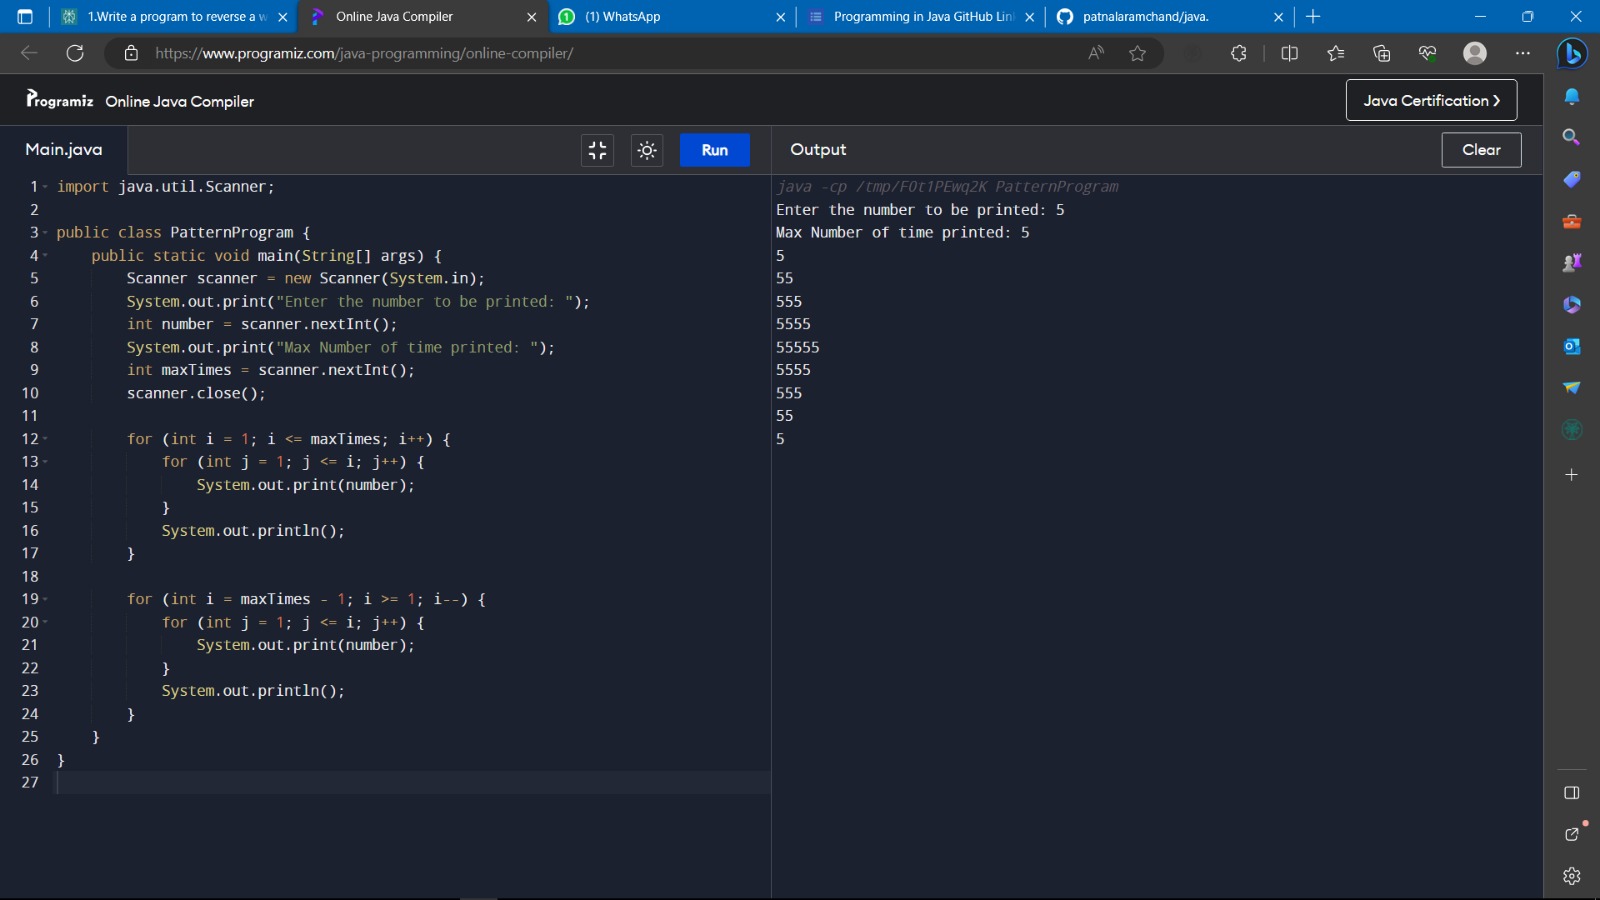 1.Write a program to reverse a w
Online Java Compiler
(1) WhatsApp
Programming in Java GitHub Lin
patnalaramchand/java.
https://www.programiz.com/java-programming/online-compiler/
Programiz Online Java Compiler
Java Certification >
Main.java
Run
Output
Clear
1 import java.util.Scanner;
2
3 public class PatternProgram {
4 public static void main(String[] args) {
5 Scanner scanner = new Scanner(System.in);
6 System.out.print("Enter the number to be printed: ");
7 int number = scanner.nextInt();
8 System.out.print("Max Number of time printed: ");
9 int maxTimes = scanner.nextInt();
10 scanner.close();
11
12 for (int i = 1; i <= maxTimes; i++) {
13 for (int j = 1; j <= i; j++) {
14 System.out.print(number);
15 }
16 System.out.println();
17 }
18
19 for (int i = maxTimes - 1; i >= 1; i--) {
20 for (int j = 1; j <= i; j++) {
21 System.out.print(number);
22 }
23 System.out.println();
24 }
25 }
26 }
27
java -cp /tmp/FOt1PEwq2K PatternProgram
Enter the number to be printed: 5
Max Number of time printed: 5
5
55
555
5555
55555
5555
555
55
5